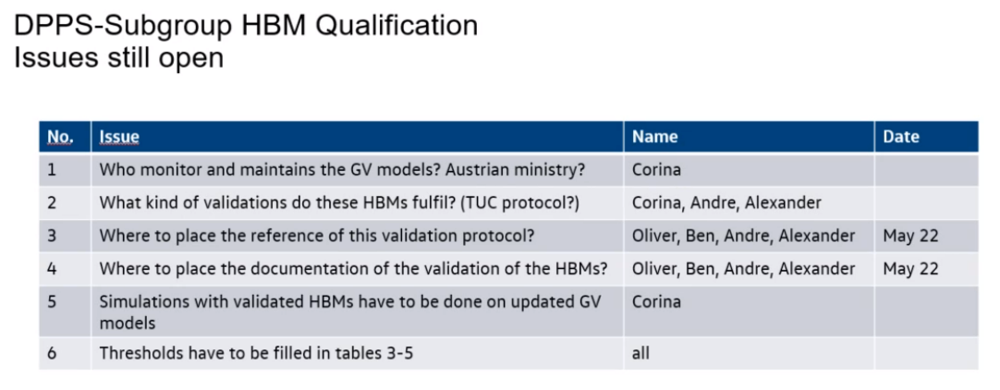 DPPS-Subgroup HBM Qualification
Issues still open
No. Issue Name Date
1 Who monitor and maintains the GV models? Austrian ministry? Corina
2 What kind of validations do these HBMs fulfil? (TUC protocol?) Corina, Andre, Alexander
3 Where to place the reference of this validation protocol? Oliver, Ben, Andre, Alexander May 22
4 Where to place the documentation of the validation of the HBMs? Oliver, Ben, Andre, Alexander May 22
5 Simulations with validated HBMs have to be done on updated GV Corina
models
6 Thresholds have to be filled in tables 3-5 all